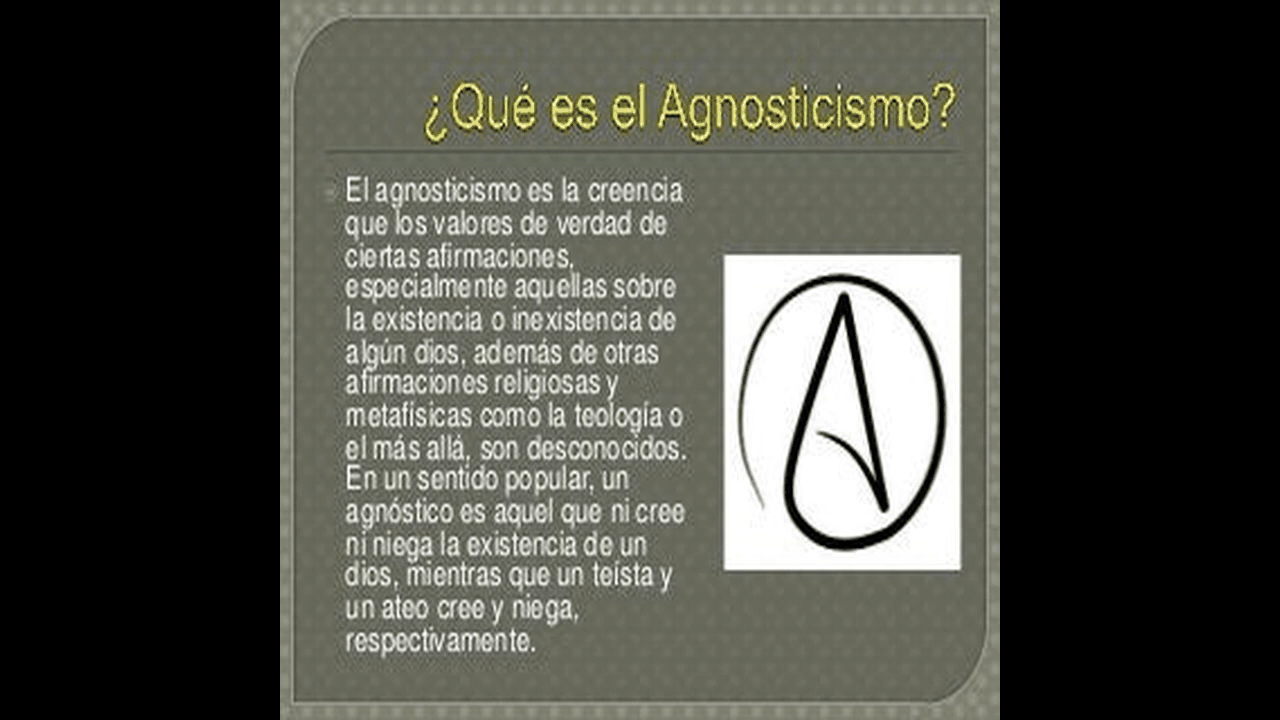 ¿Qué es el Agnosticismo?
El agnosticismo es la creencia
que los valores de verdad de
ciertas afirmaciones,
especialmente aquellas sobre
la existencia o inexistencia de
algún dios, además de otras
afirmaciones religiosas y
metafísicas como la teología o
el más allá, son desconocidos.
En un sentido popular, un
agnóstico es aquel que ni cree
ni niega la existencia de un
dios, mientras que un teísta y
un ateo cree y niega,
respectivamente.